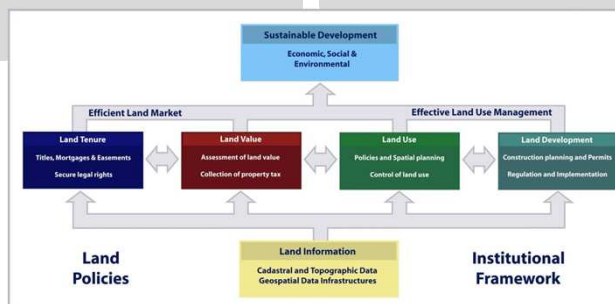 Sustainable Development
Economic, Social &
Environmental
Efficient Land Market
Effective Land Use Management
Land Tenure
Titles, Mortgages & Easements
Secure legal rights
Land Value
Assessment of land value
Collection of property tax
Land Use
Policies and Spatial planning
Control of land use
Land Development
Construction planning and Permits
Regulation and Implementation
Land
Policies
Land Information
Cadastral and Topographic Data
Geospatial Data Infrastructures
Institutional
Framework